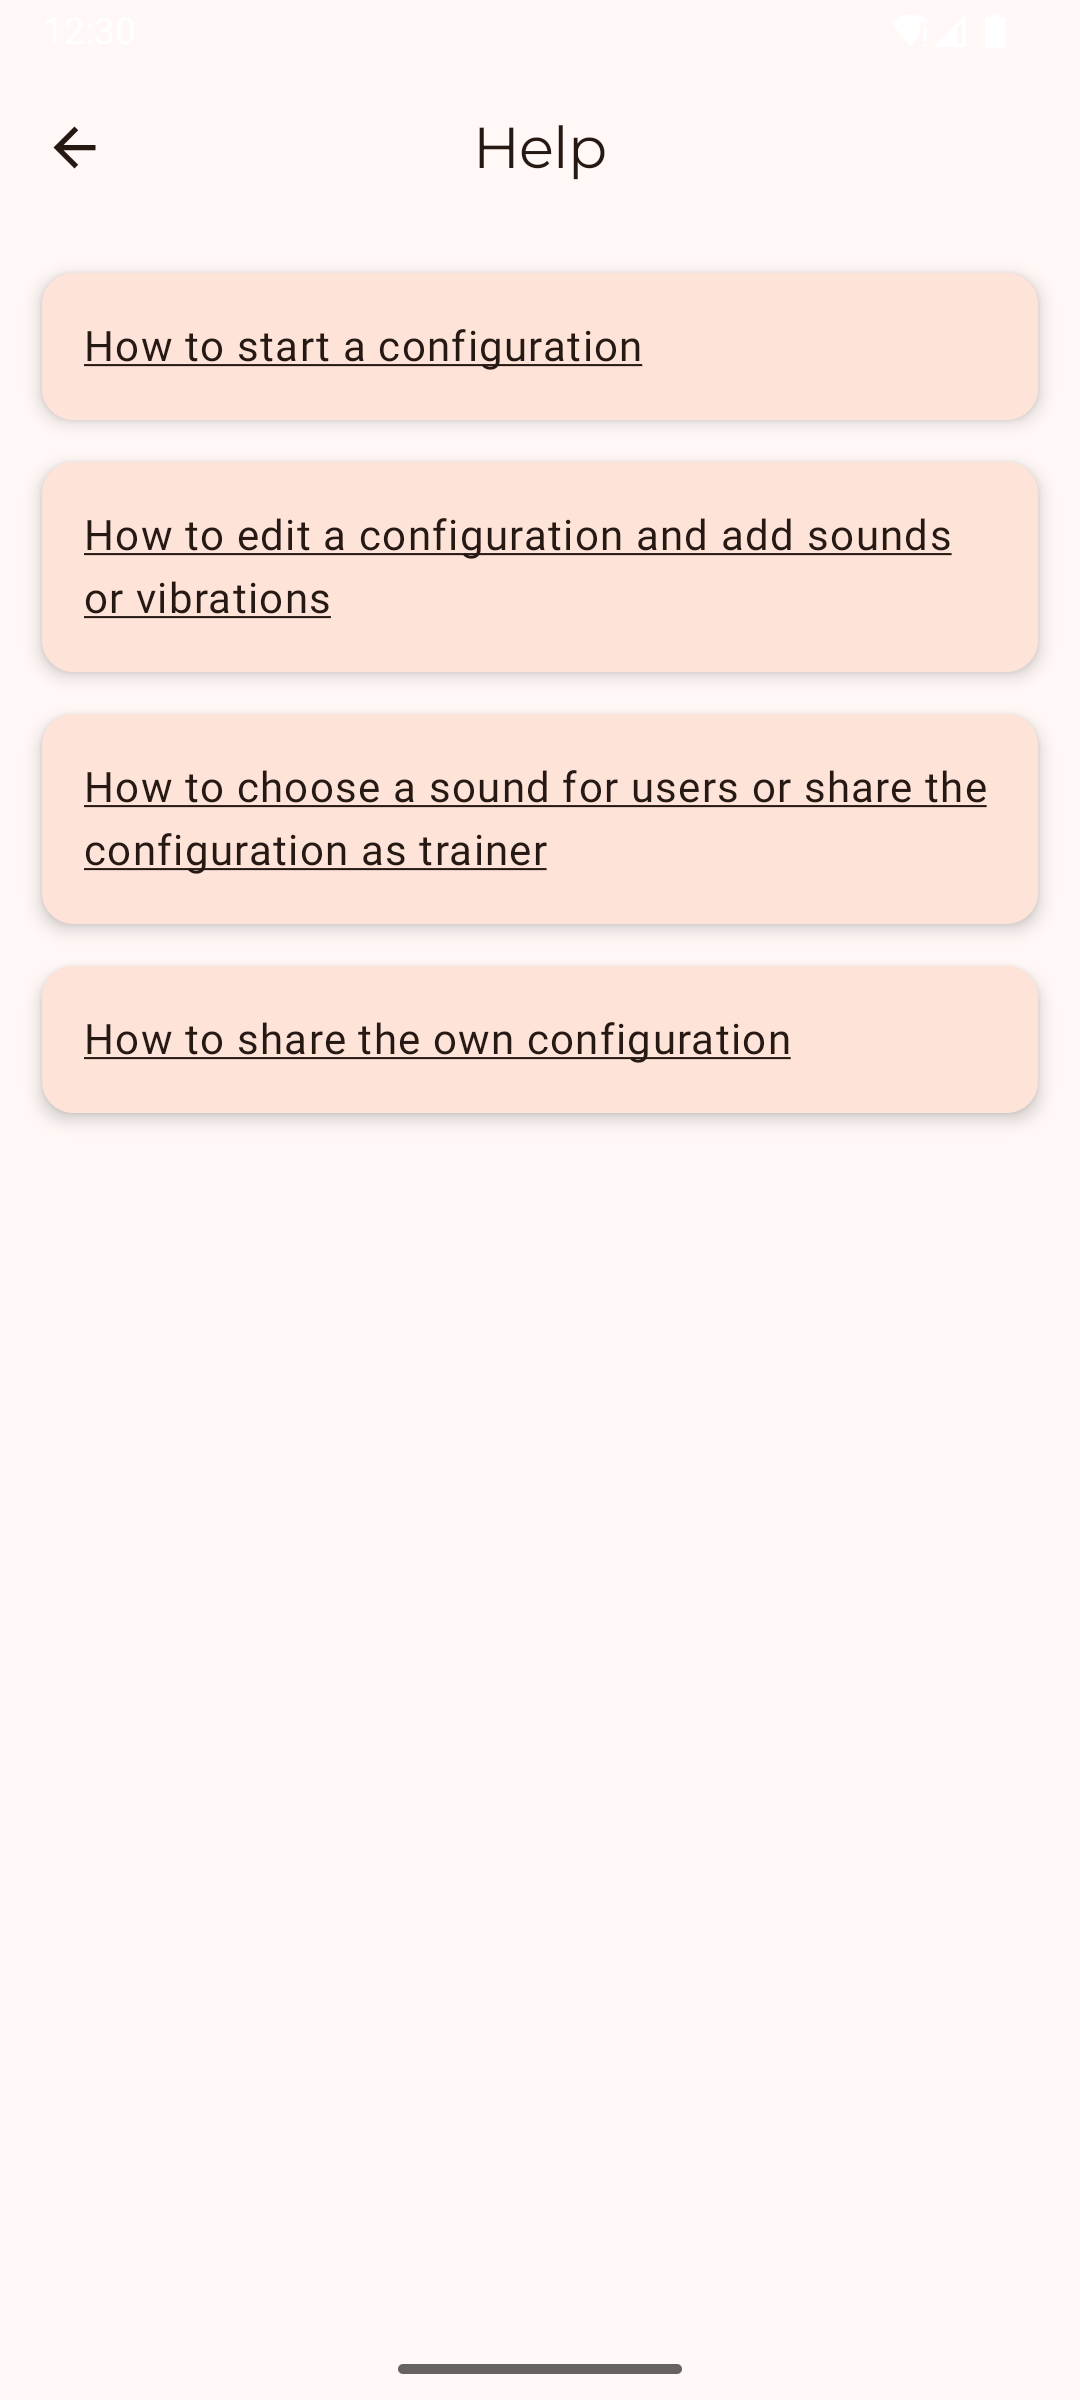 12:30
Help
How to start a configuration
How to edit a configuration and add sounds
or vibrations
How to choose a sound for users or share the
configuration as trainer
How to share the own configuration